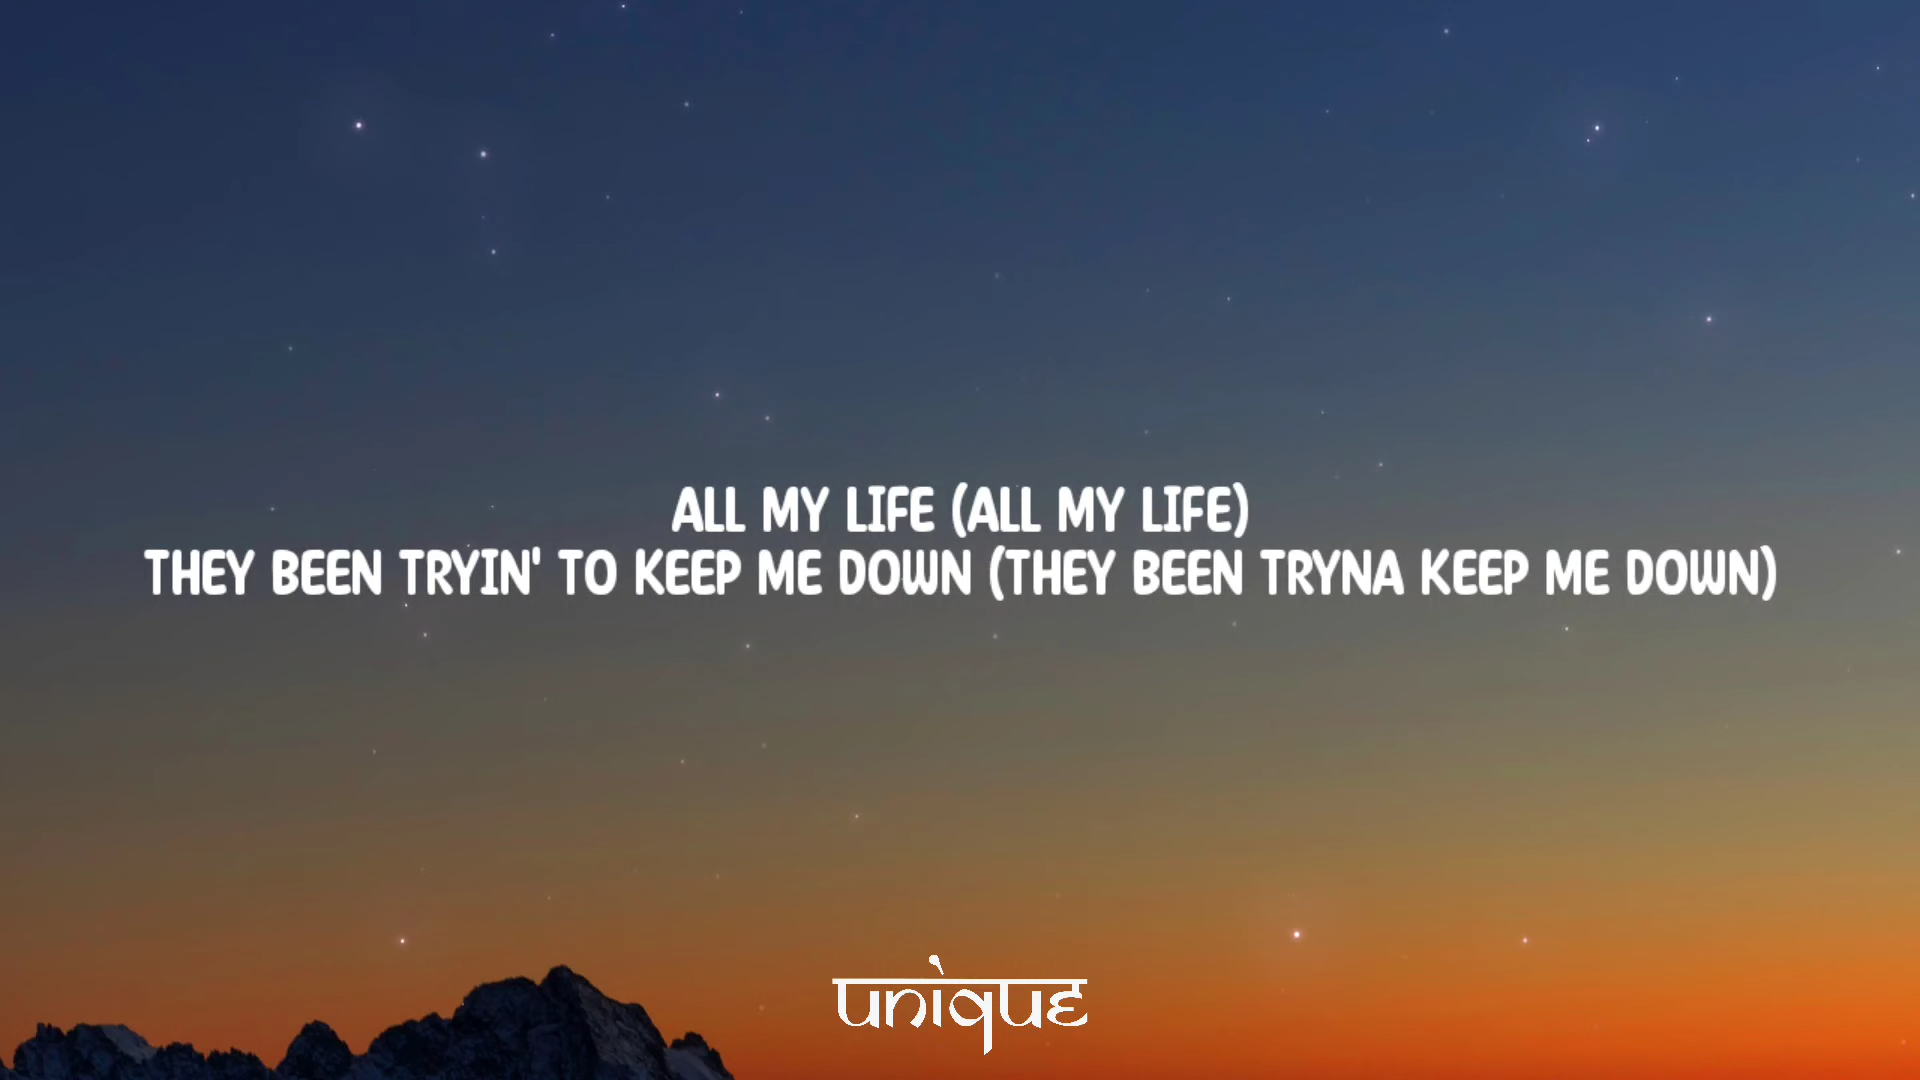 ALL MY LIFE (ALL MY LIFE)
THEY BEEN TRYIN' TO KEEP ME DOWN (THEY BEEN TRYNA KEEP ME DOWN)
unique